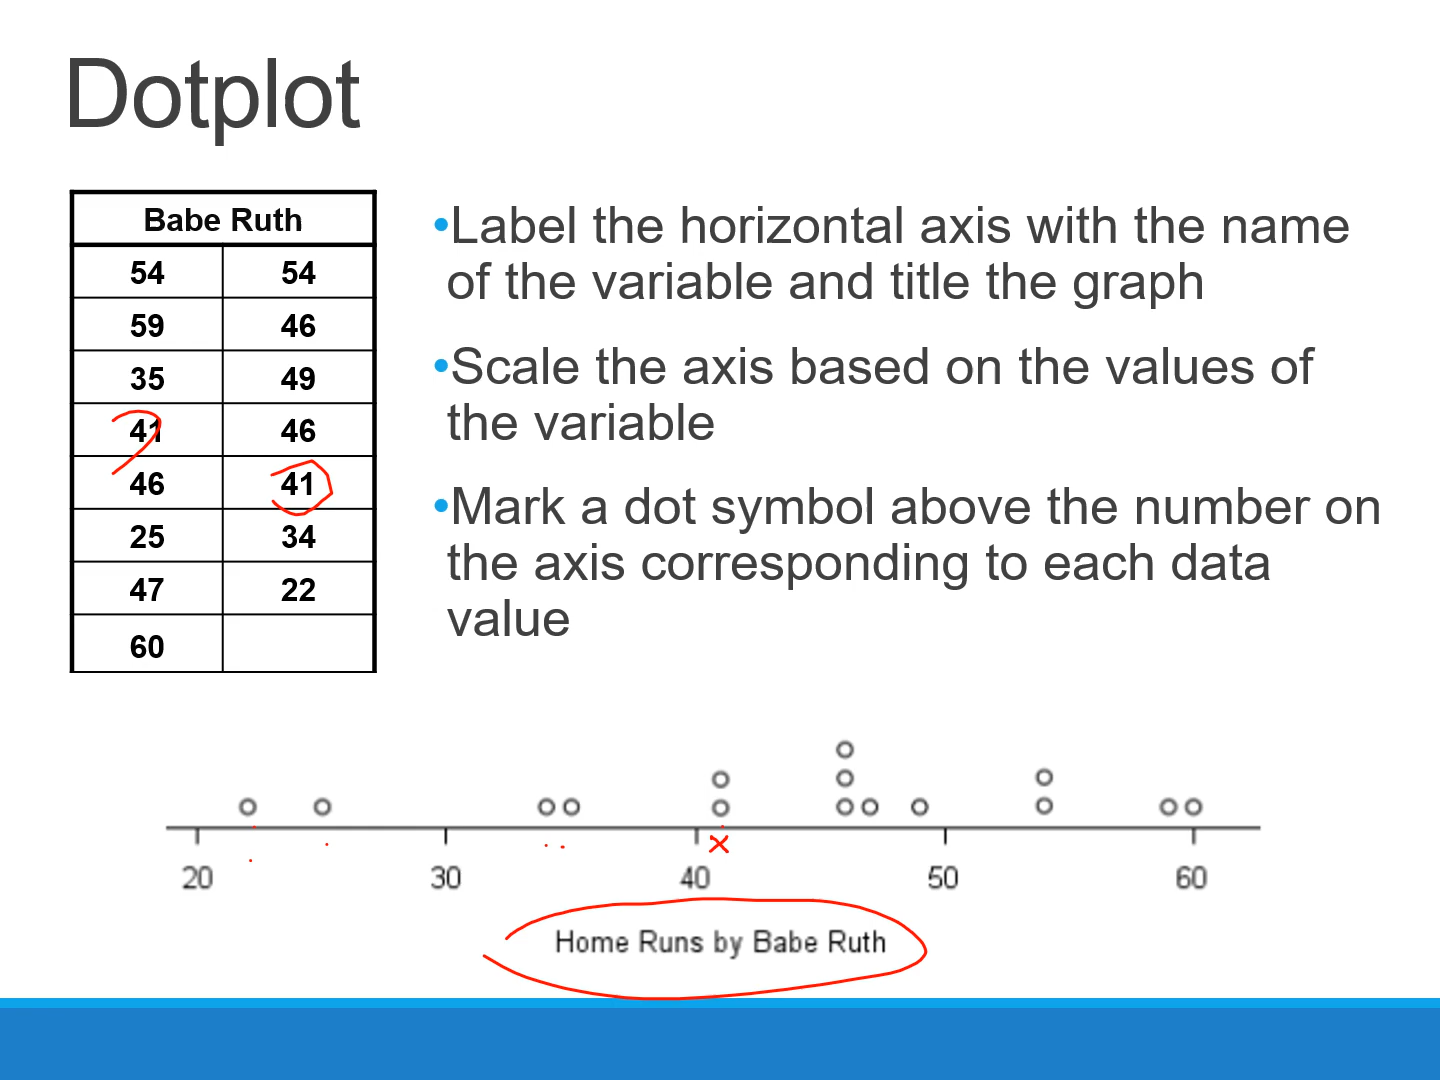 Dotplot
Babe Ruth
54 54
59 46
35 49
41 46
46 41
25 34
47 22
60
•Label the horizontal axis with the name
of the variable and title the graph
•Scale the axis based on the values of
the variable
•Mark a dot symbol above the number on
the axis corresponding to each data
value
20 30 40 50 60
Home Runs by Babe Ruth